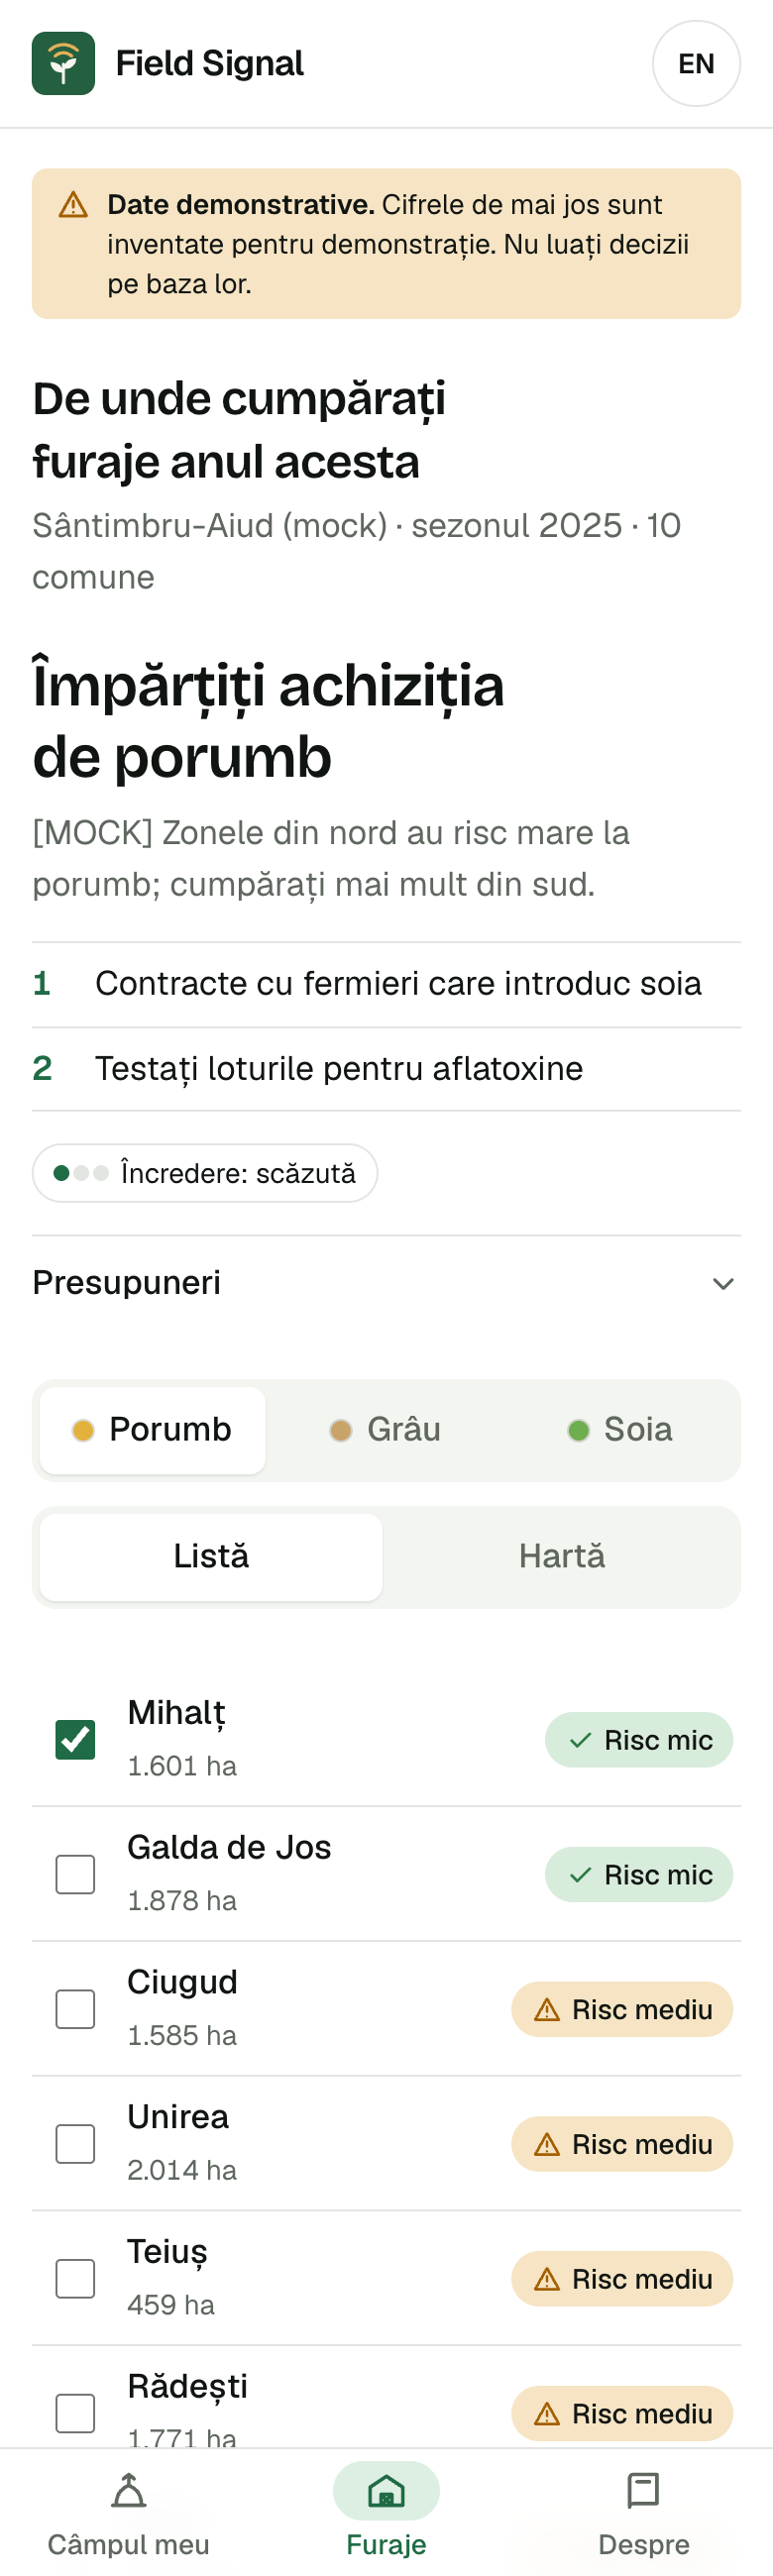 Field Signal
EN
Date demonstrative. Cifrele de mai jos sunt
inventate pentru demonstrație. Nu luați decizii
pe baza lor.
De unde cumpărați
furaje anul acesta
Sântimbru-Aiud (mock) · sezonul 2025 · 10
comune
Împărțiți achiziția
de porumb
[MOCK] Zonele din nord au risc mare la
porumb; cumpărați mai mult din sud.
1 Contracte cu fermieri care introduc soia
2 Testați loturile pentru aflatoxine
Încredere: scăzută
Presupuneri
Porumb Grâu Soia
Listă Hartă
Mihalț
Risc mic
1.601 ha
Galda de Jos
Risc mic
1.878 ha
Ciugud
Risc mediu
1.585 ha
Unirea
Risc mediu
2.014 ha
Teiuș
Risc mediu
459 ha
Rădești
Risc mediu
1.771 ha
Câmpul meu Furaje Despre